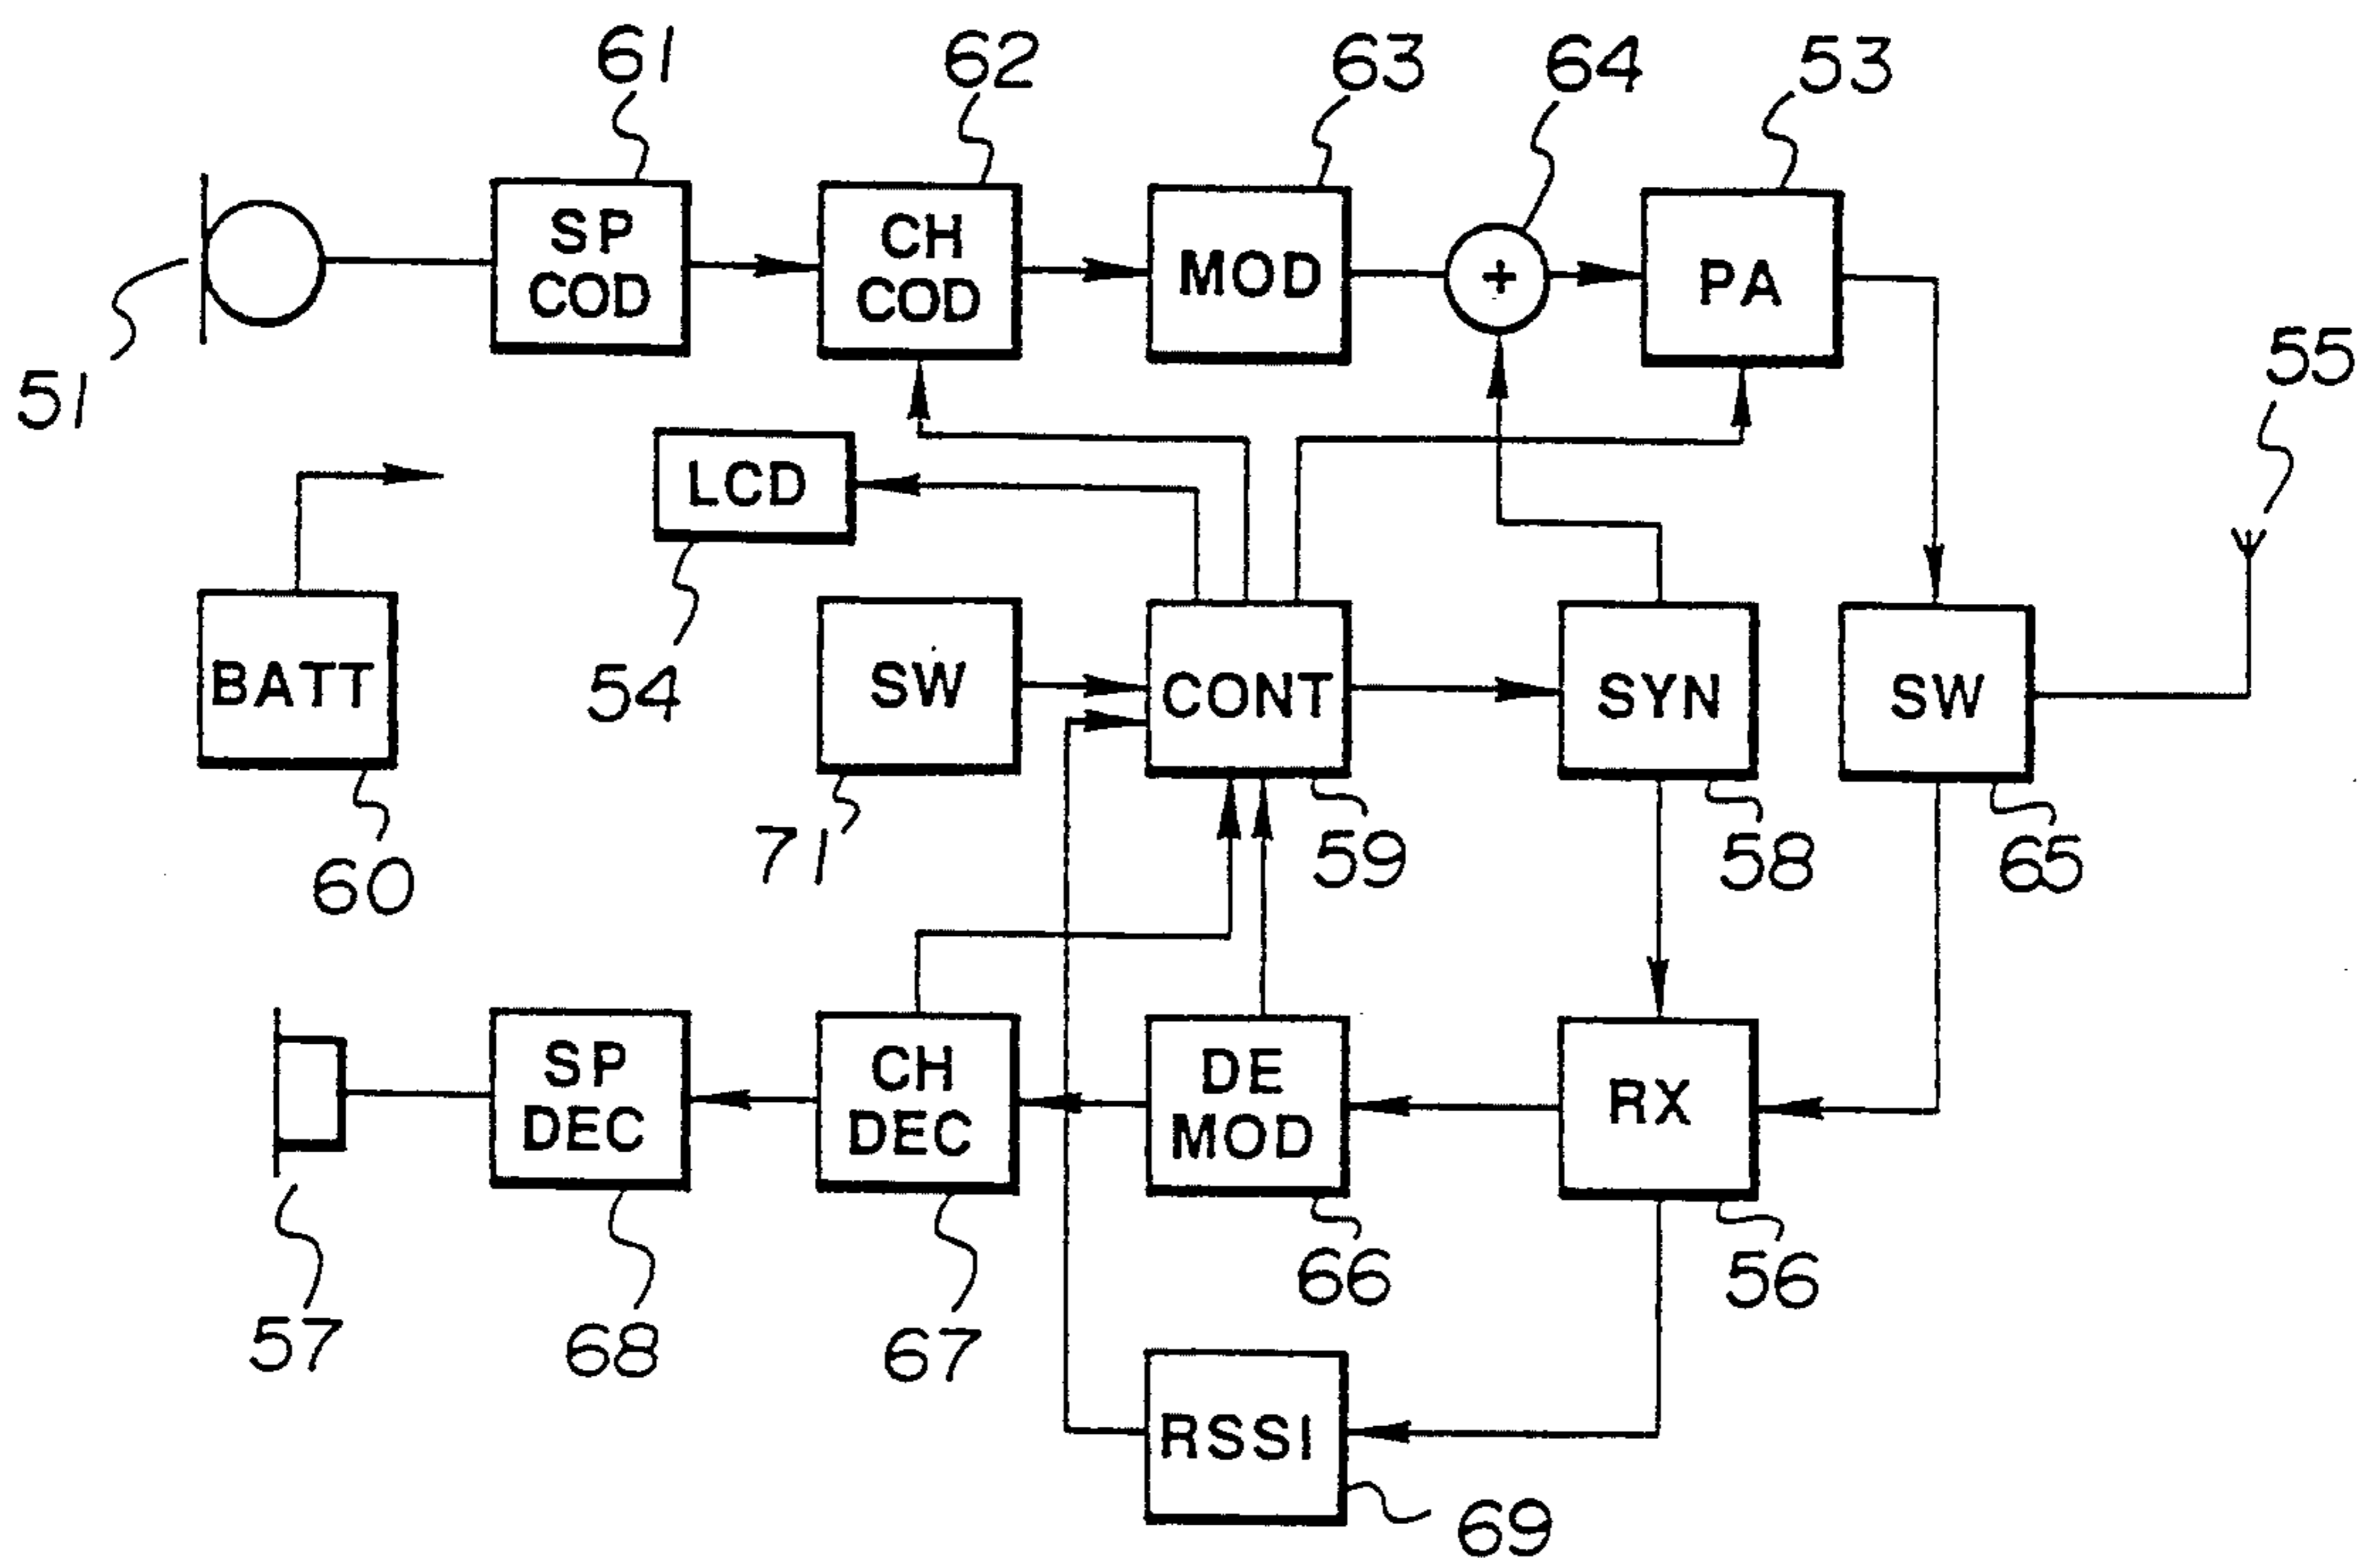 61
62
63
64
53
SP
COD
CH
COD
MOD
+
PA
51
55
LCD
54
BATT
60
SW
71
CONT
59
SYN
58
SW
65
SP
DEC
CH
DEC
DE
MOD
RX
57
68
67
66
56
RSSI
69